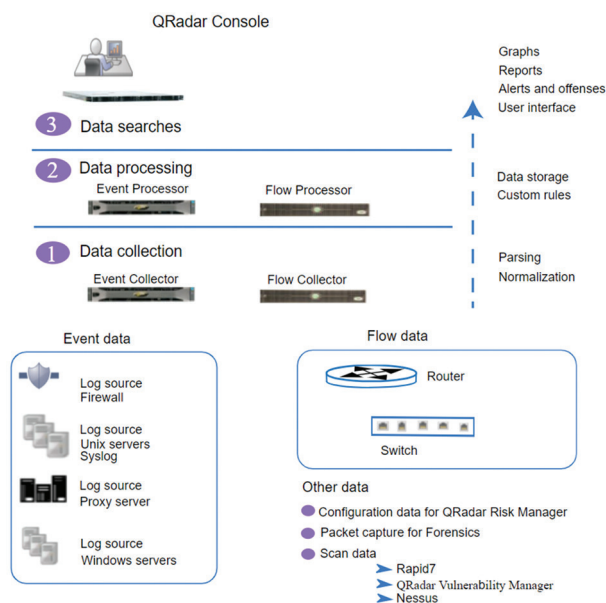 QRadar Console
3 Data searches
Graphs
Reports
Alerts and offenses
User interface
2 Data processing
Event Processor
Flow Processor
Data storage
Custom rules
1 Data collection
Event Collector
Flow Collector
Parsing
Normalization
Event data
Log source
Firewall
Log source
Unix servers
Syslog
Log source
Proxy server
Log source
Windows servers
Flow data
Router
Switch
Other data
Configuration data for QRadar Risk Manager
Packet capture for Forensics
Scan data
Rapid7
QRadar Vulnerability Manager
Nessus